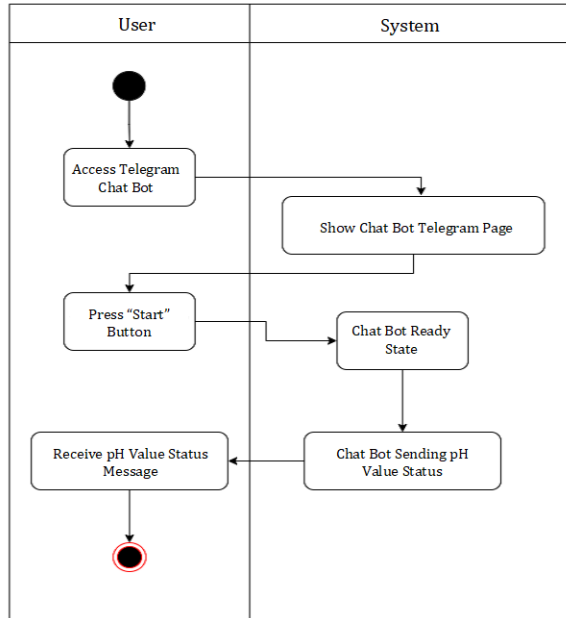 User
System
Access Telegram
Chat Bot
Show Chat Bot Telegram Page
Press “Start”
Button
Chat Bot Ready
State
Receive pH Value Status
Message
Chat Bot Sending pH
Value Status